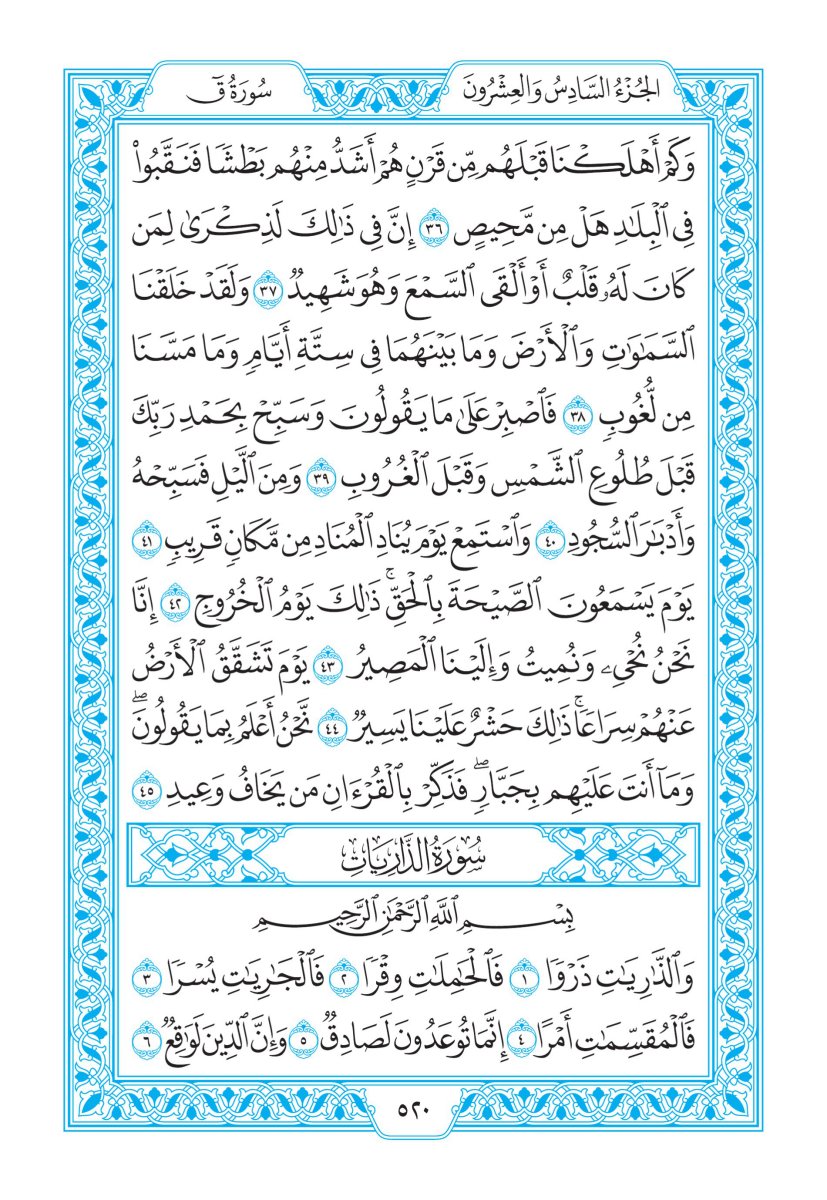 الجُزْءُ السَّادِسُ وَالعِشْرُونَ
سُورَةُ قٓ
وَكَمۡ أَهۡلَكۡنَا قَبۡلَهُم مِّن قَرۡنٍ هُمۡ أَشَدُّ مِنۡهُم بَطۡشٗا فَنَقَّبُواْ
فِي ٱلۡبِلَٰدِ هَلۡ مِن مَّحِيصٍ ٣٦ إِنَّ فِي ذَٰلِكَ لَذِكۡرَىٰ لِمَن
كَانَ لَهُۥ قَلۡبٌ أَوۡ أَلۡقَى ٱلسَّمۡعَ وَهُوَ شَهِيدٞ ٣٧ وَلَقَدۡ خَلَقۡنَا
ٱلسَّمَٰوَٰتِ وَٱلۡأَرۡضَ وَمَا بَيۡنَهُمَا فِي سِتَّةِ أَيَّامٖ وَمَا مَسَّنَا
مِن لُّغُوبٖ ٣٨ فَٱصۡبِرۡ عَلَىٰ مَا يَقُولُونَ وَسَبِّحۡ بِحَمۡدِ رَبِّكَ
قَبۡلَ طُلُوعِ ٱلشَّمۡسِ وَقَبۡلَ ٱلۡغُرُوبِ ٣٩ وَمِنَ ٱلَّيۡلِ فَسَبِّحۡهُ
وَأَدۡبَٰرَ ٱلسُّجُودِ ٤٠ وَٱسۡتَمِعۡ يَوۡمَ يُنَادِ ٱلۡمُنَادِ مِن مَّكَانٖ قَرِيبٖ ٤١
يَوۡمَ يَسۡمَعُونَ ٱلصَّيۡحَةَ بِٱلۡحَقِّۚ ذَٰلِكَ يَوۡمُ ٱلۡخُرُوجِ ٤٢ إِنَّا
نَحۡنُ نُحۡيِۦ وَنُمِيتُ وَإِلَيۡنَا ٱلۡمَصِيرُ ٤٣ يَوۡمَ تَشَقَّقُ ٱلۡأَرۡضُ
عَنۡهُمۡ سِرَاعٗاۚ ذَٰلِكَ حَشۡرٌ عَلَيۡنَا يَسِيرٞ ٤٤ نَّحۡنُ أَعۡلَمُ بِمَا يَقُولُونَۖ
وَمَآ أَنتَ عَلَيۡهِم بِجَبَّارٖۖ فَذَكِّرۡ بِٱلۡقُرۡءَانِ مَن يَخَافُ وَعِيدِ ٤٥
سُورَةُ الذَّارِيَاتِ
بِسۡمِ ٱللَّهِ ٱلرَّحۡمَٰنِ ٱلرَّحِيمِ
وَٱلذَّٰرِيَٰتِ ذَرۡوٗا ١ فَٱلۡحَٰمِلَٰتِ وِقۡرٗا ٢ فَٱلۡجَٰرِيَٰتِ يُسۡرٗا ٣
فَٱلۡمُقَسِّمَٰتِ أَمۡرًا ٤ إِنَّمَا تُوعَدُونَ لَصَادِقٞ ٥ وَإِنَّ ٱلدِّينَ لَوَٰقِعٞ ٦
٥٢٠